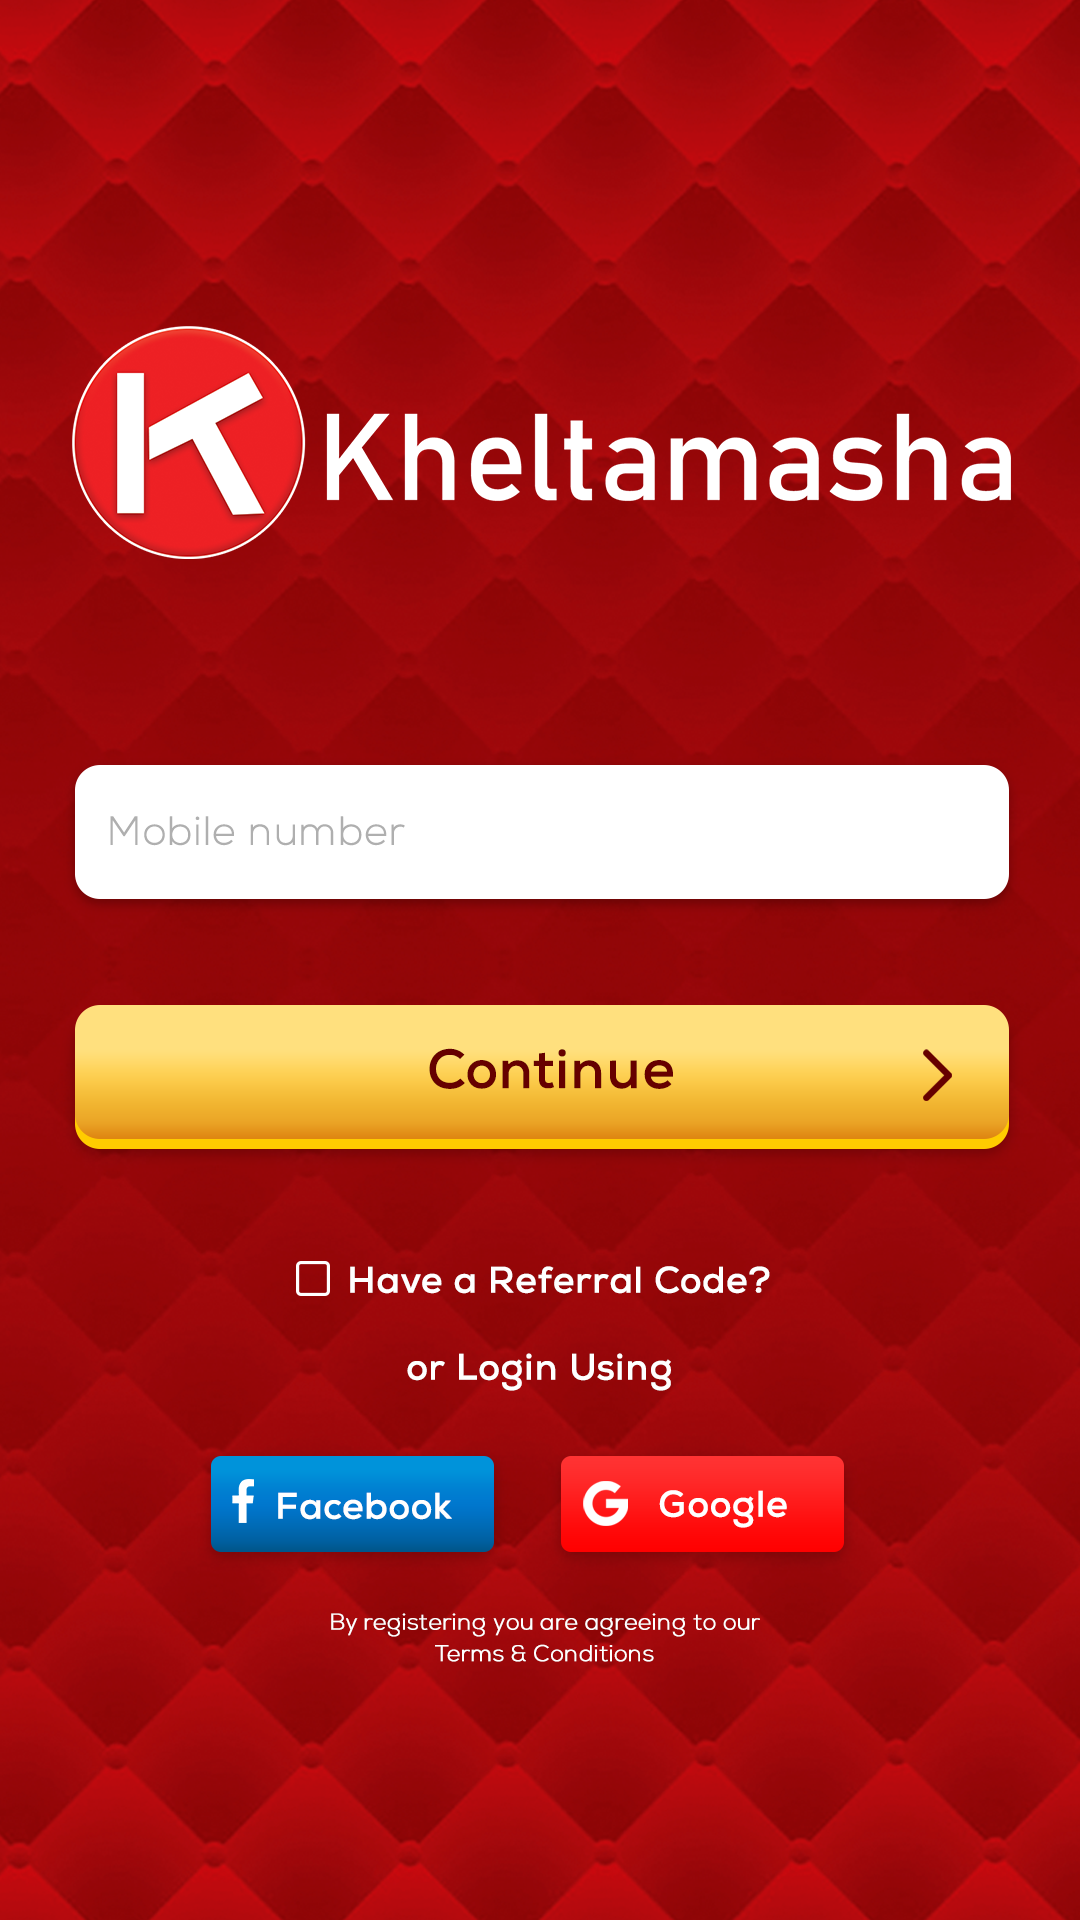 Kheltamasha
Mobile number
Continue
Have a Referral Code?
or Login Using
Facebook
Google
By registering you are agreeing to our
Terms & Conditions